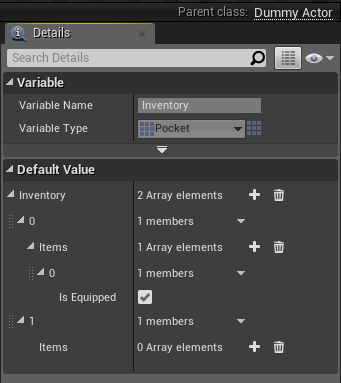 Parent class: Dummy Actor
Details
Search Details
Variable
Variable Name Inventory
Variable Type Pocket
Default Value
Inventory 2 Array elements
0 1 members
Items 1 Array elements
0 1 members
Is Equipped
1 1 members
Items 0 Array elements